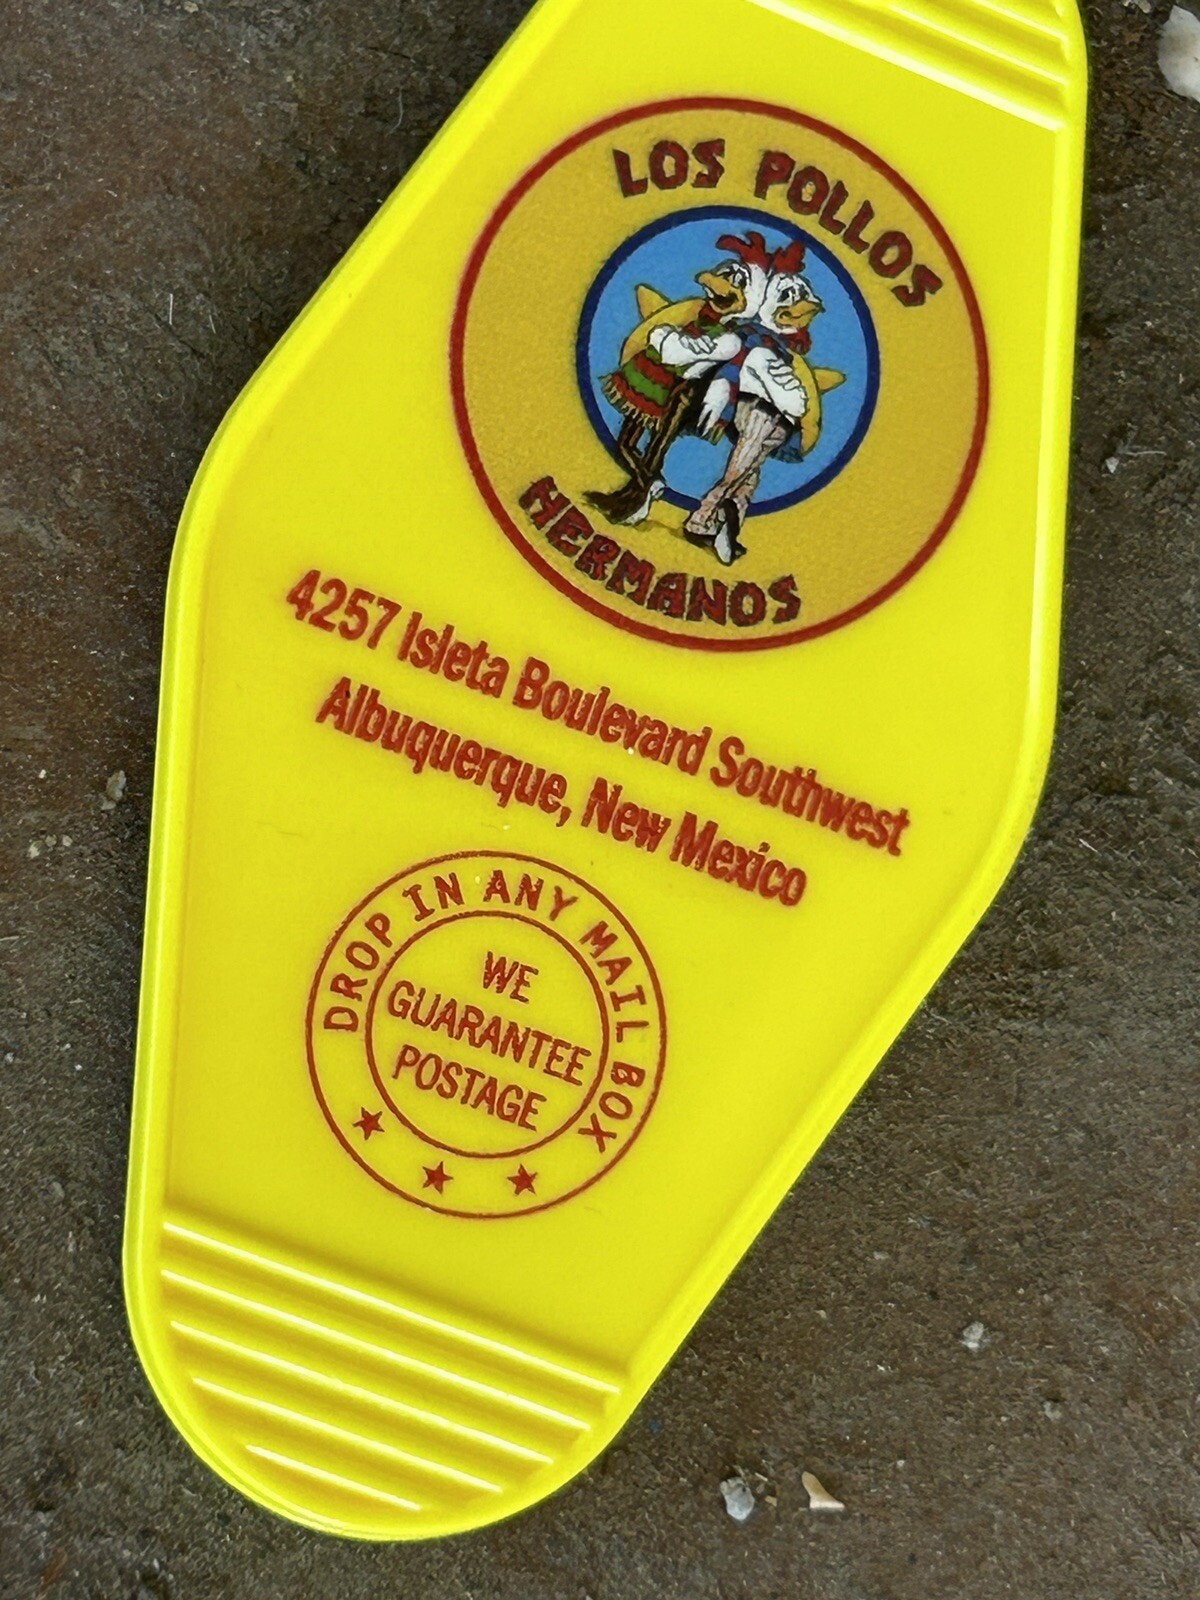 LOS POLLOS
HERMANOS
4257 Isleta Boulevard Southwest
Albuquerque, New Mexico
DROP IN ANY MAIL BOX
WE
GUARANTEE
POSTAGE